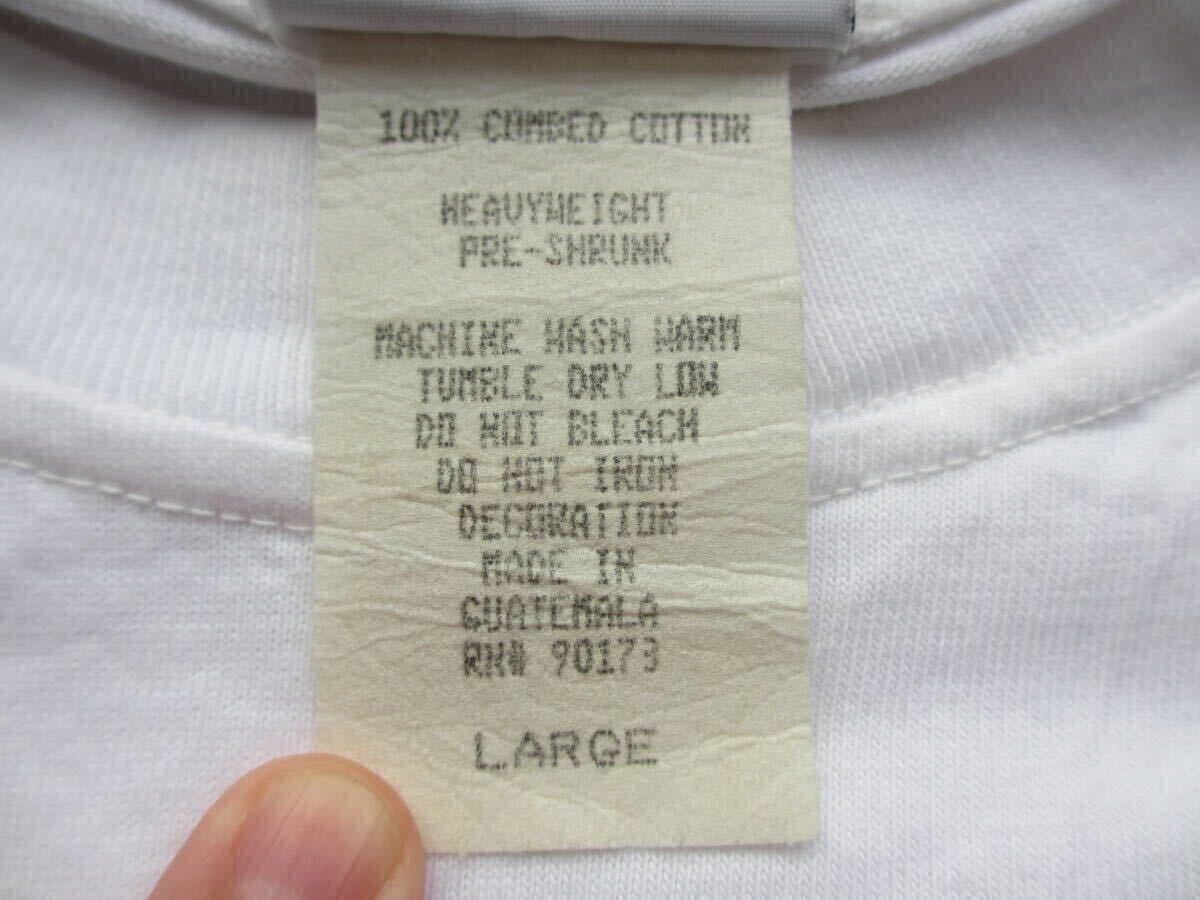 100% COMBED COTTON
HEAVYWEIGHT
PRE-SHRUNK
MACHINE WASH WARM
TUMBLE DRY LOW
DO NOT BLEACH
DO NOT IRON
DECORATION
MADE IN
GUATEMALA
RN# 90173
LARGE